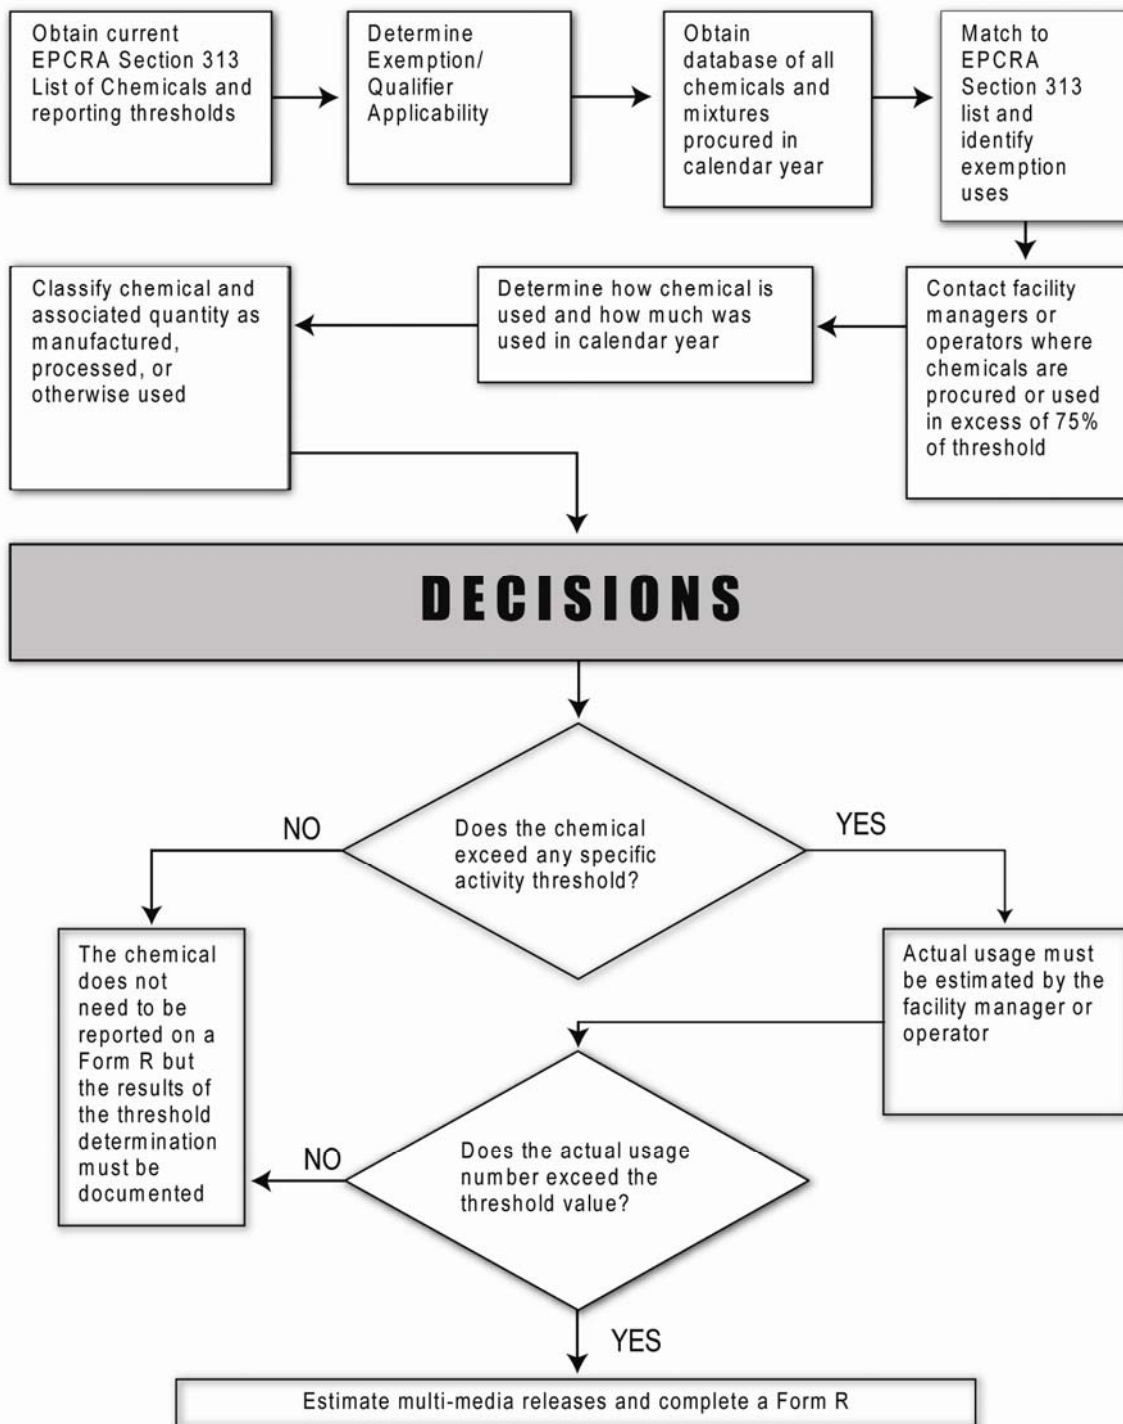 Obtain current
EPCRA Section 313
List of Chemicals and
reporting thresholds
Determine
Exemption/
Qualifier
Applicability
Obtain
database of all
chemicals and
mixtures
procured in
calendar year
Match to
EPCRA
Section 313
list and
identify
exemption
uses
Contact facility
managers or
operators where
chemicals are
procured or used
in excess of 75%
of threshold
Determine how chemical is
used and how much was
used in calendar year
Classify chemical and
associated quantity as
manufactured,
processed, or
otherwise used
DECISIONS
Does the chemical
exceed any specific
activity threshold?
NO
YES
The chemical
does not
need to be
reported on a
Form R but
the results of
the threshold
determination
must be
documented
Actual usage must
be estimated by the
facility manager or
operator
Does the actual usage
number exceed the
threshold value?
NO
YES
Estimate multi-media releases and complete a Form R